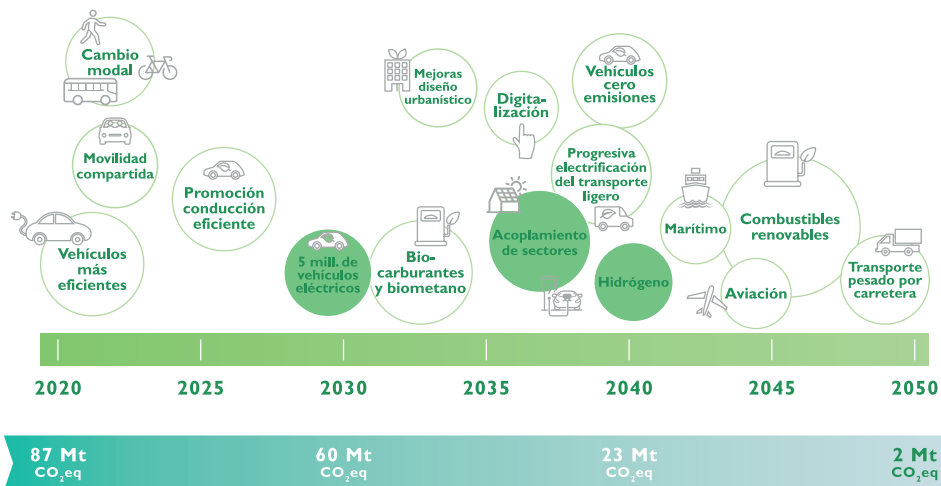 Cambio
modal
Movilidad
compartida
Vehículos
más
eficientes
Promoción
conducción
eficiente
5 mill. de
vehículos
eléctricos
Mejoras
diseño
urbanístico
Bio-
carburantes
y biometano
Digita-
lización
Acoplamiento
de sectores
Vehículos
cero
emisiones
Progresiva
electrificación
del transporte
ligero
Hidrógeno
Marítimo
Combustibles
renovables
Aviación
Transporte
pesado por
carretera
2020 2025 2030 2035 2040 2045 2050
87 Mt 60 Mt 23 Mt 2 Mt
CO₂eq CO₂eq CO₂eq CO₂eq